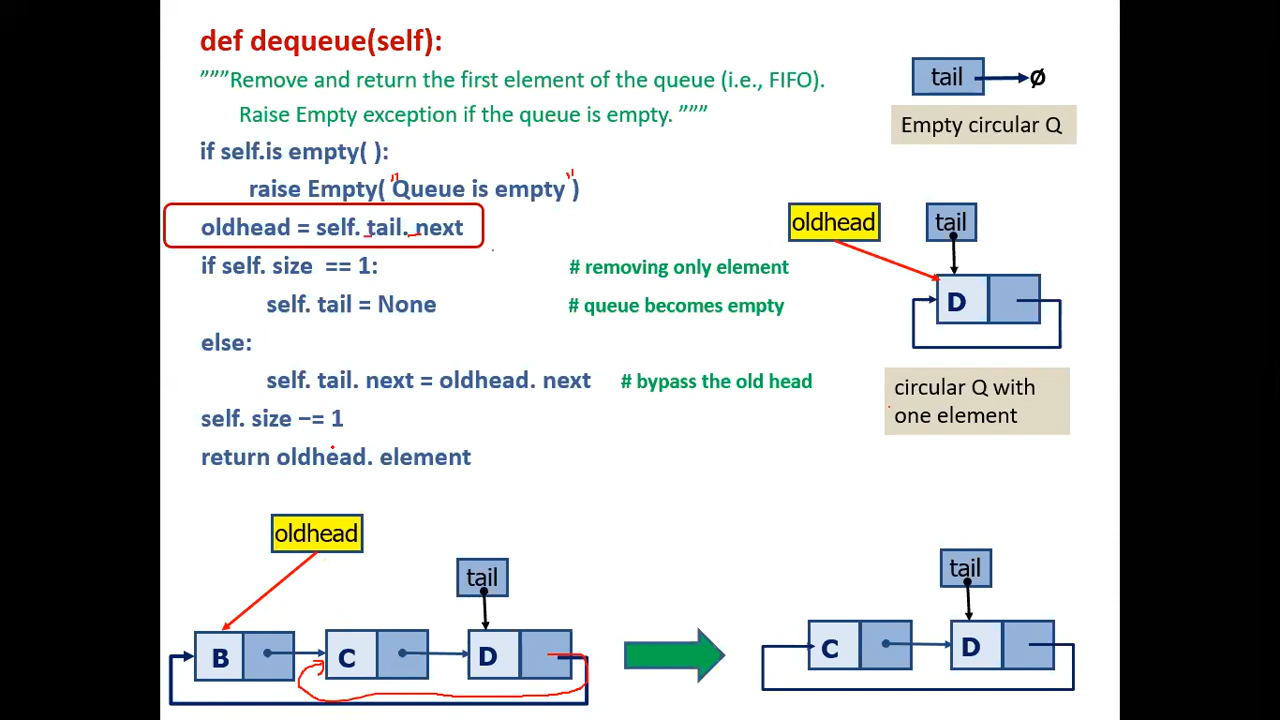 def dequeue(self):
”””Remove and return the first element of the queue (i.e., FIFO).
Raise Empty exception if the queue is empty. ”””
if self.is empty( ):
raise Empty( "Queue is empty")
oldhead = self._tail._next
if self. size == 1: # removing only element
self. tail = None # queue becomes empty
else:
self. tail. next = oldhead. next # bypass the old head
self. size −= 1
return oldhead. element
tail Ø
Empty circular Q
oldhead tail
D
circular Q with
one element
oldhead
tail
B C D
tail
C D